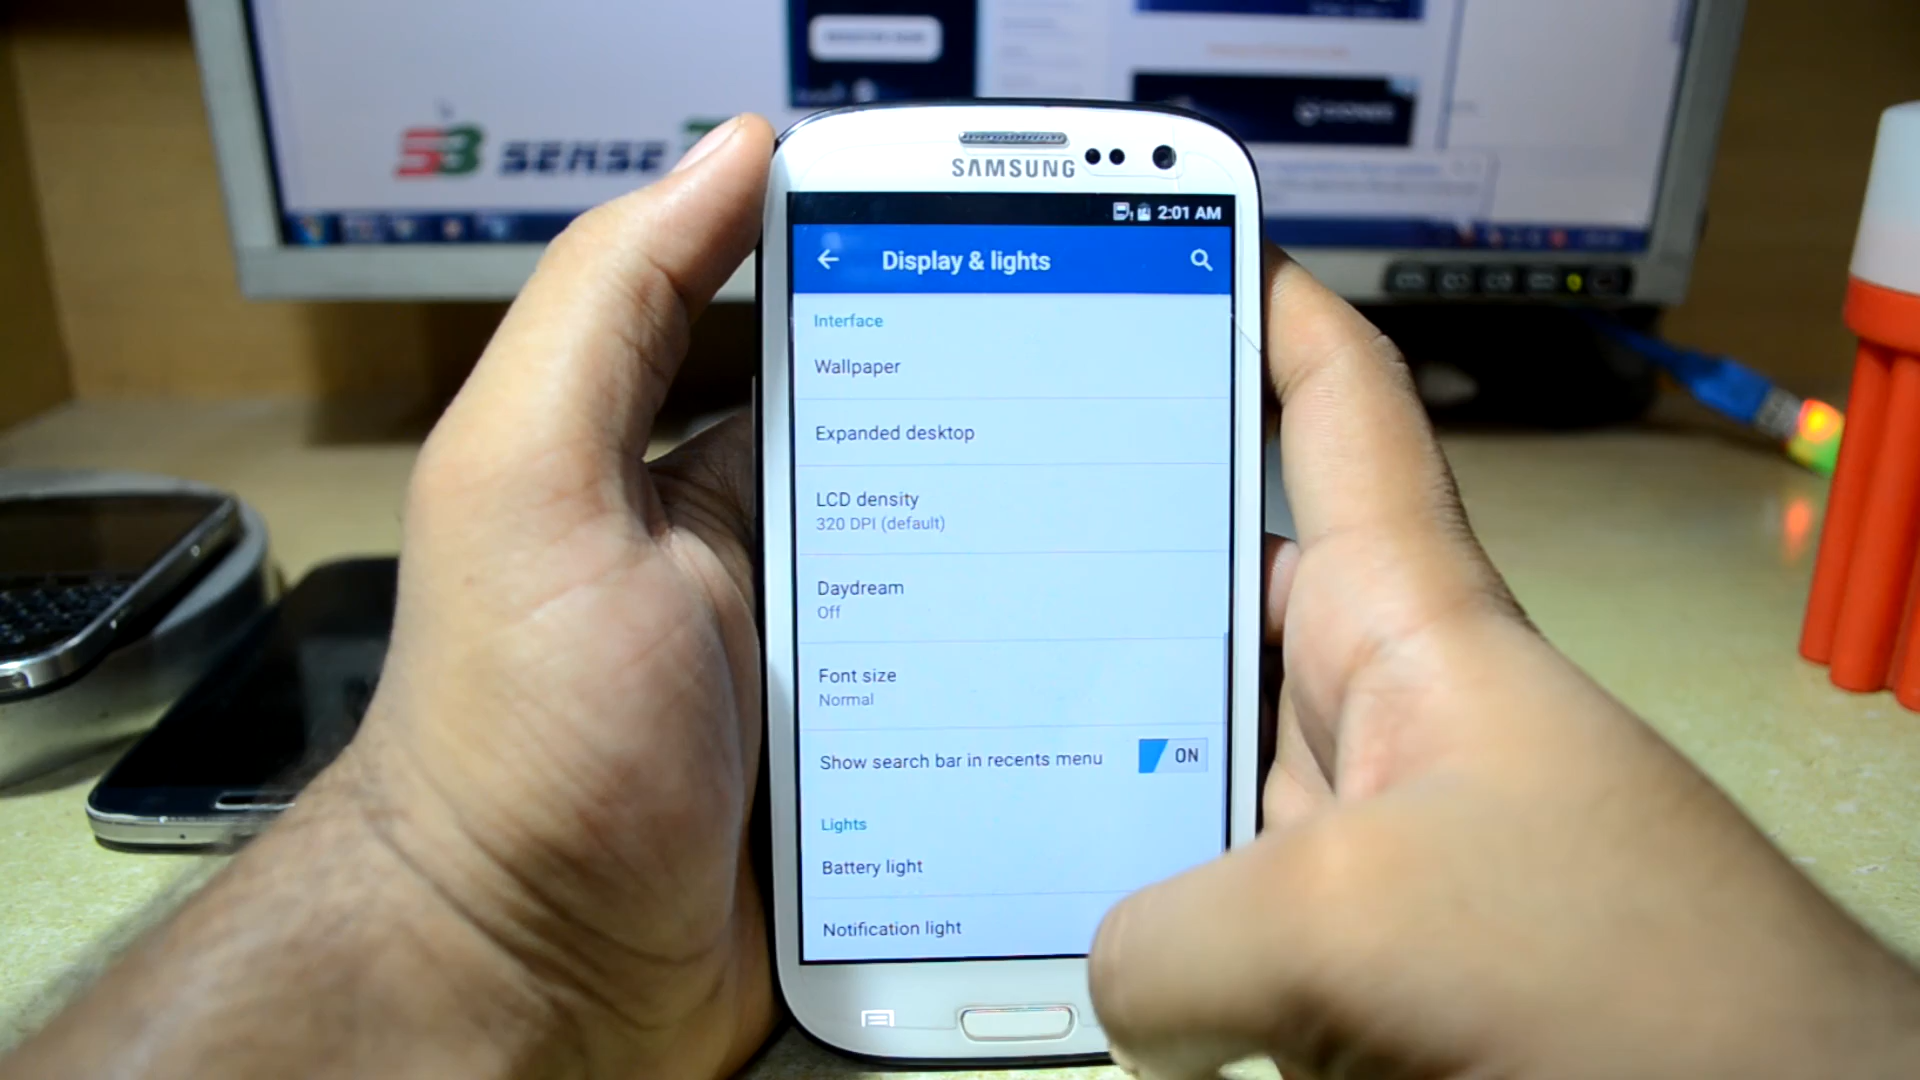 S3 SENSE
SAMSUNG
2:01 AM
Display & lights
Interface
Wallpaper
Expanded desktop
LCD density
320 DPI (default)
Daydream
Off
Font size
Normal
Show search bar in recents menu
ON
Lights
Battery light
Notification light